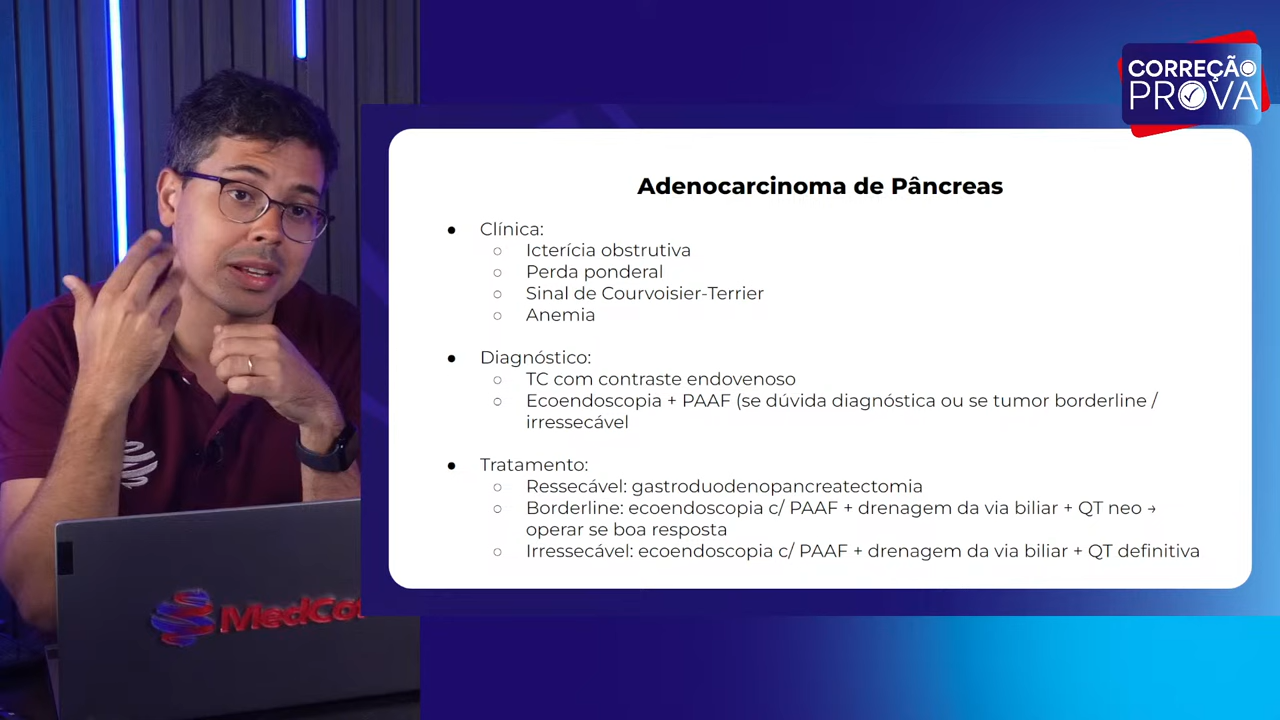 CORREÇÃO
PROVA
Adenocarcinoma de Pâncreas
● Clínica:
○ Icterícia obstrutiva
○ Perda ponderal
○ Sinal de Courvoisier-Terrier
○ Anemia
● Diagnóstico:
○ TC com contraste endovenoso
○ Ecoendoscopia + PAAF (se dúvida diagnóstica ou se tumor borderline /
irressecável
● Tratamento:
○ Ressecável: gastroduodenopancreatectomia
○ Borderline: ecoendoscopia c/ PAAF + drenagem da via biliar + QT neo →
operar se boa resposta
○ Irressecável: ecoendoscopia c/ PAAF + drenagem da via biliar + QT definitiva